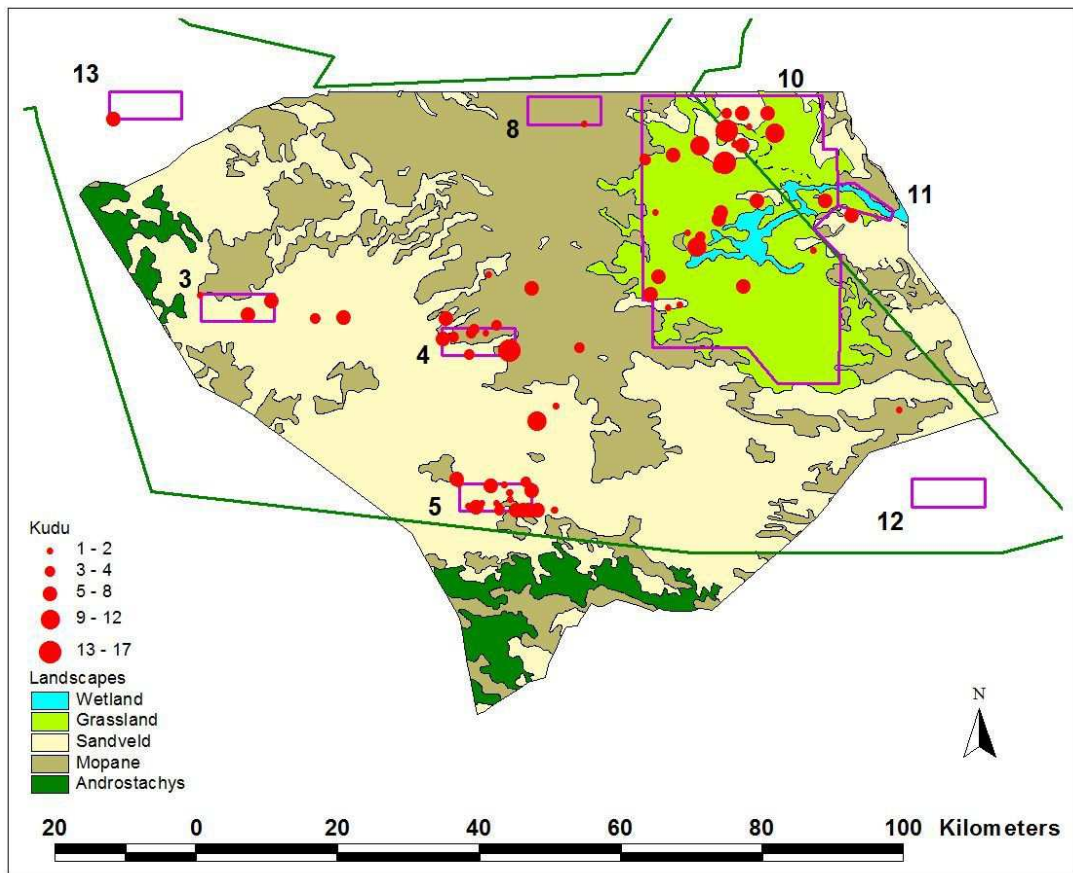 13
10
8
11
3
4
5
12
Kudu
1 - 2
3 - 4
5 - 8
9 - 12
13 - 17
Landscapes
Wetland
Grassland
Sandveld
Mopane
Androstachys
N
20 0 20 40 60 80 100 Kilometers